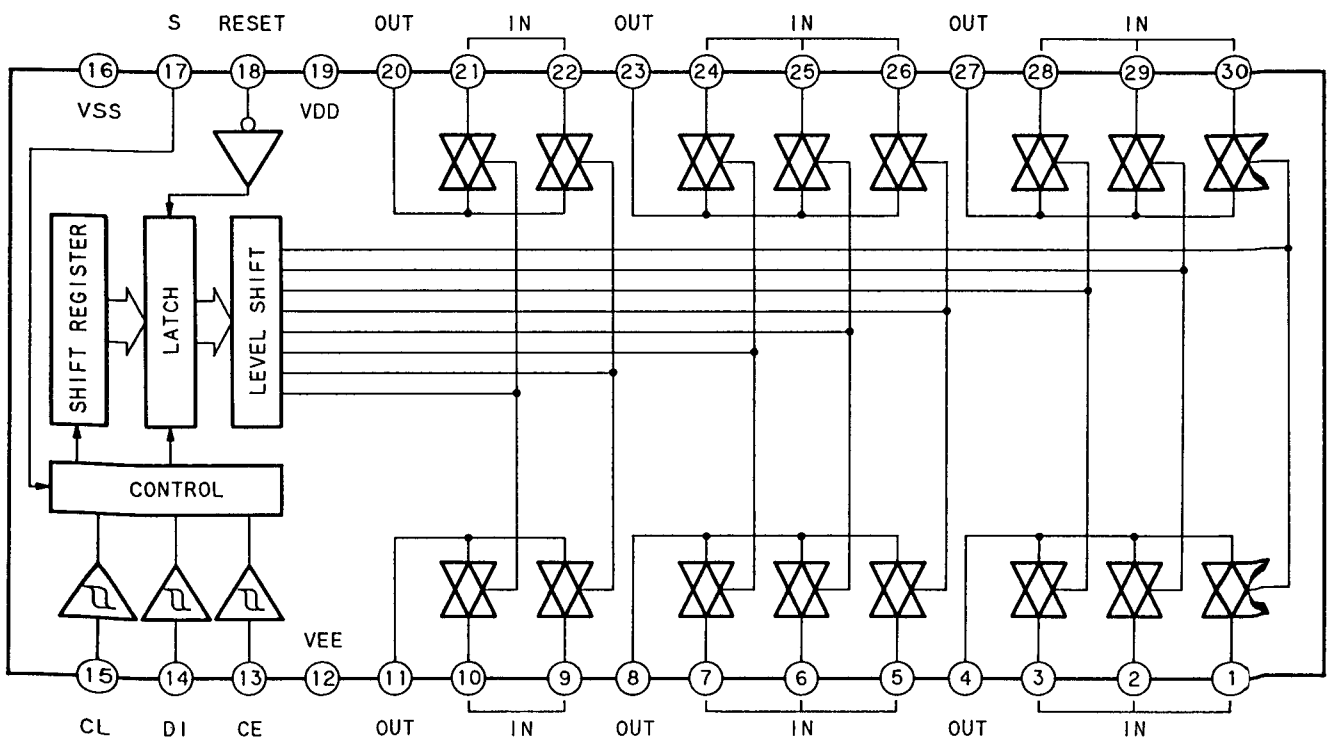 S RESET OUT IN OUT IN OUT IN
16 17 18 19 20 21 22 23 24 25 26 27 28 29 30
VSS VDD
SHIFT REGISTER
LATCH
LEVEL SHIFT
CONTROL
VEE
15 14 13 12 11 10 9 8 7 6 5 4 3 2 1
CL DI CE OUT IN OUT IN OUT IN